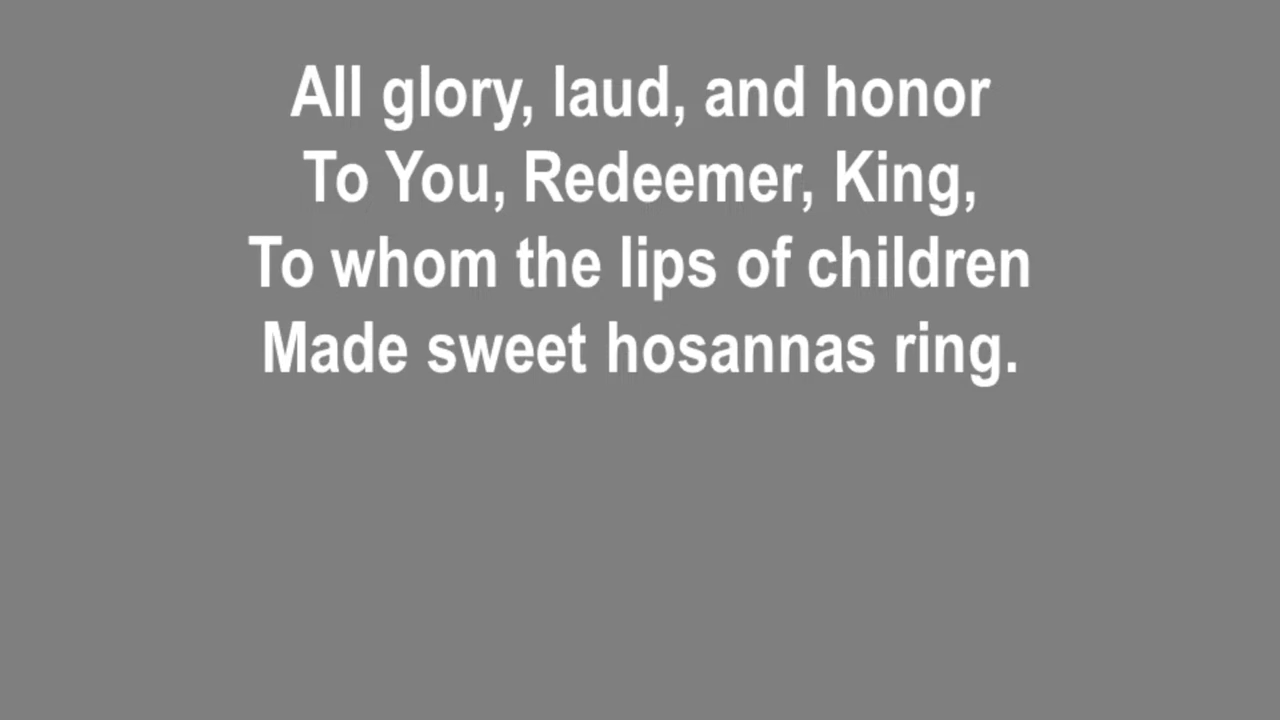 All glory, laud, and honor
To You, Redeemer, King,
To whom the lips of children
Made sweet hosannas ring.